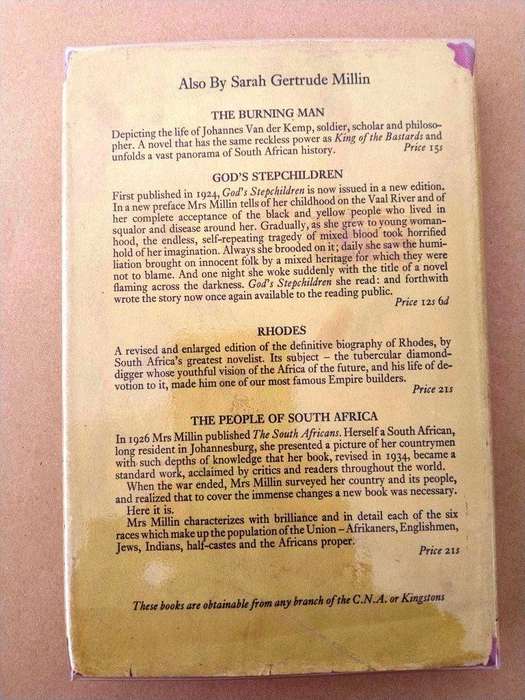 Also By Sarah Gertrude Millin
THE BURNING MAN
Depicting the life of Johannes Van der Kemp, soldier, scholar and philoso-
pher. A novel that has the same reckless power as King of the Bastards and
unfolds a vast panorama of South African history. Price 15s
GOD'S STEPCHILDREN
First published in 1924, God's Stepchildren is now issued in a new edition.
In a new preface Mrs Millin tells of her childhood on the Vaal River and of
her complete acceptance of the black and yellow people who lived in
squalor and disease around her. Gradually, as she grew to young woman-
hood, the endless, self-repeating tragedy of mixed blood took horrified
hold of her imagination. Always she brooded on it; daily she saw the humi-
liation brought on innocent folk by a mixed heritage for which they were
not to blame. And one night she woke suddenly with the title of a novel
flaming across the darkness. God's Stepchildren she read: and forthwith
wrote the story now once again available to the reading public.
Price 12s 6d
RHODES
A revised and enlarged edition of the definitive biography of Rhodes, by
South Africa's greatest novelist. Its subject – the tubercular diamond-
digger whose youthful vision of the Africa of the future, and his life of de-
votion to it, made him one of our most famous Empire builders.
Price 21s
THE PEOPLE OF SOUTH AFRICA
In 1926 Mrs Millin published The South Africans. Herself a South African,
long resident in Johannesburg, she presented a picture of her countrymen
with such depths of knowledge that her book, revised in 1934, became a
standard work, acclaimed by critics and readers throughout the world.
When the war ended, Mrs Millin surveyed her country and its people,
and realized that to cover the immense changes a new book was necessary.
Here it is.
Mrs Millin characterizes with brilliance and in detail each of the six
races which make up the population of the Union – Afrikaners, Englishmen,
Jews, Indians, half-castes and the Africans proper.
Price 21s
These books are obtainable from any branch of the C.N.A. or Kingstons